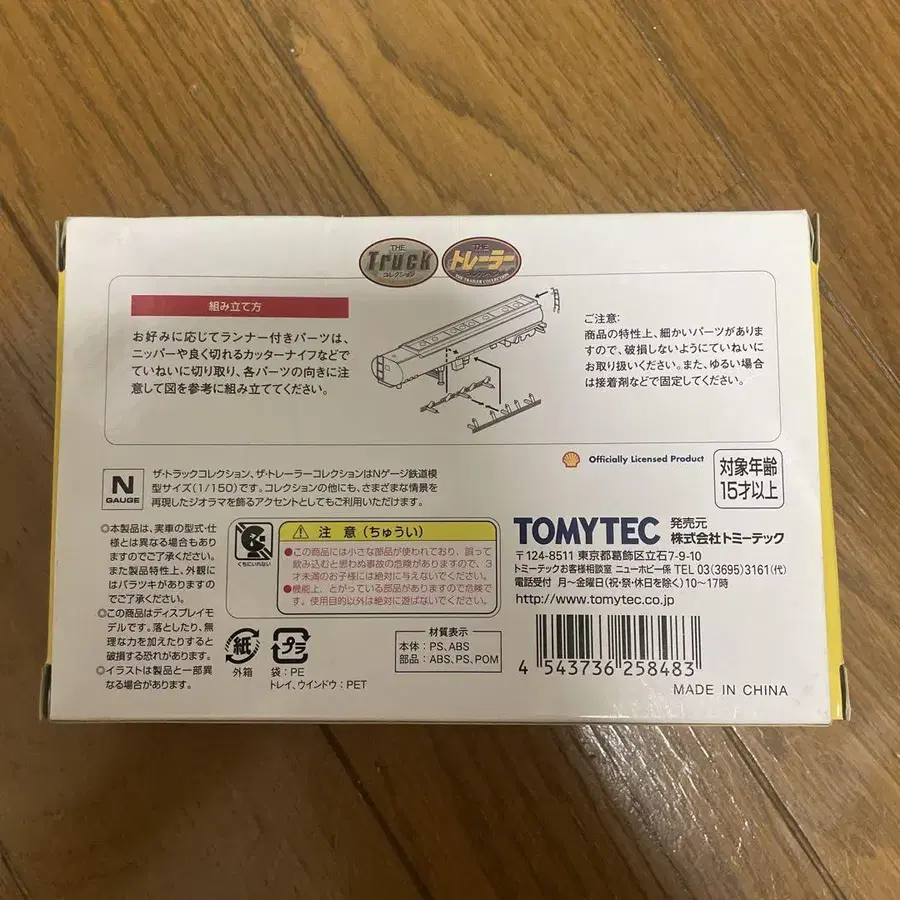 THE
Truck
コレクション
THE
トレーラー
コレクション
THE TRAILER COLLECTION
組み立て方
お好みに応じてランナー付きパーツは、
ニッパーや良く切れるカッターナイフなどで
ていねいに切り取り、各パーツの向きに注
意して図を参考に組み立ててください。
ご注意:
商品の特性上、細かいパーツがありま
すので、破損しないようにていねいに
お取り扱いください。また、ゆるい場合
は接着剤などで固定してください。
Officially Licensed Product
対象年齢
15才以上
N
GAUGE
ザ・トラックコレクション、ザ・トレーラーコレクションはNゲージ鉄道模
型サイズ(1/150)です。コレクションの他にも、さまざまな情景を
再現したジオラマを飾るアクセントとしてもご利用いただけます。
◎本製品は、実車の型式・仕
様とは異なる場合もあり
ますのでご了承ください。
また製品特性上、外観に
はバラツキがありますの
でご了承ください。
◎この商品はディスプレイモ
デルです。落としたり、無
理な力を加えたりすると
破損する恐れがあります。
◎イラストは製品と一部異
なる場合があります。
くちにいれない
注意(ちゅうい)
●この商品には小さな部品が使われており、誤って
飲み込むと思わぬ事故の危険がありますので、3
才未満のお子様には絶対に与えないでください。
●機能上、とがっている部品がありますので危険で
す。使用目的以外は絶対に遊ばないでください。
紙
外箱
プラ
袋:PE
トレイ、ウインドウ:PET
材質表示
本体:PS、ABS
部品:ABS、PS、POM
TOMYTEC
発売元
株式会社トミーテック
〒124-8511 東京都葛飾区立石7-9-10
トミーテックお客様相談室 ニューホビー係 TEL 03(3695)3161(代)
電話受付 月~金曜日(祝・祭・休日を除く)10~17時
http://www.tomytec.co.jp
4 543736 258483
MADE IN CHINA